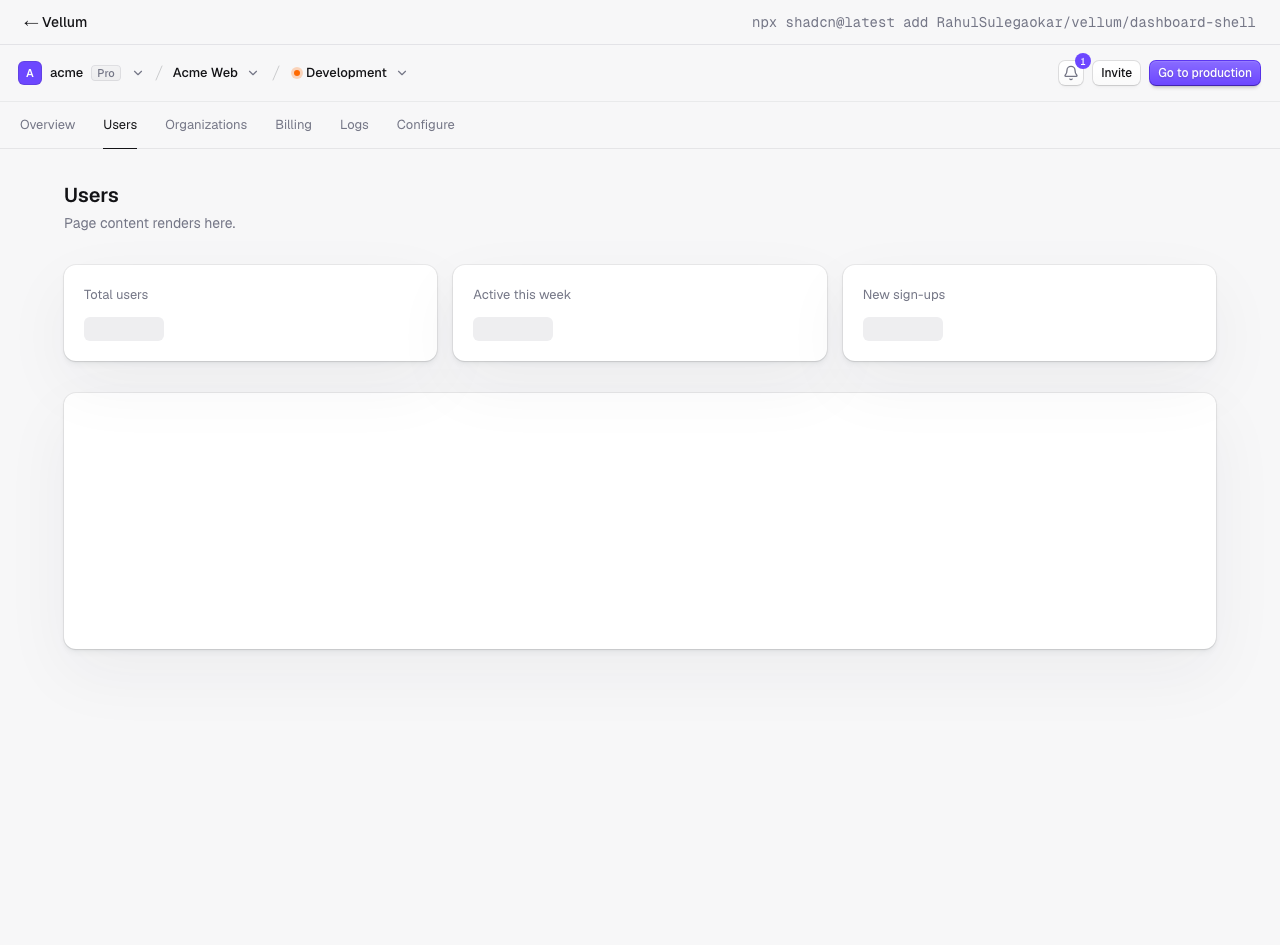 ← Vellum npx shadcn@latest add RahulSulegaokar/vellum/dashboard-shell
A acme Pro / Acme Web / Development 1 Invite Go to production
Overview Users Organizations Billing Logs Configure
Users
Page content renders here.
Total users Active this week New sign-ups